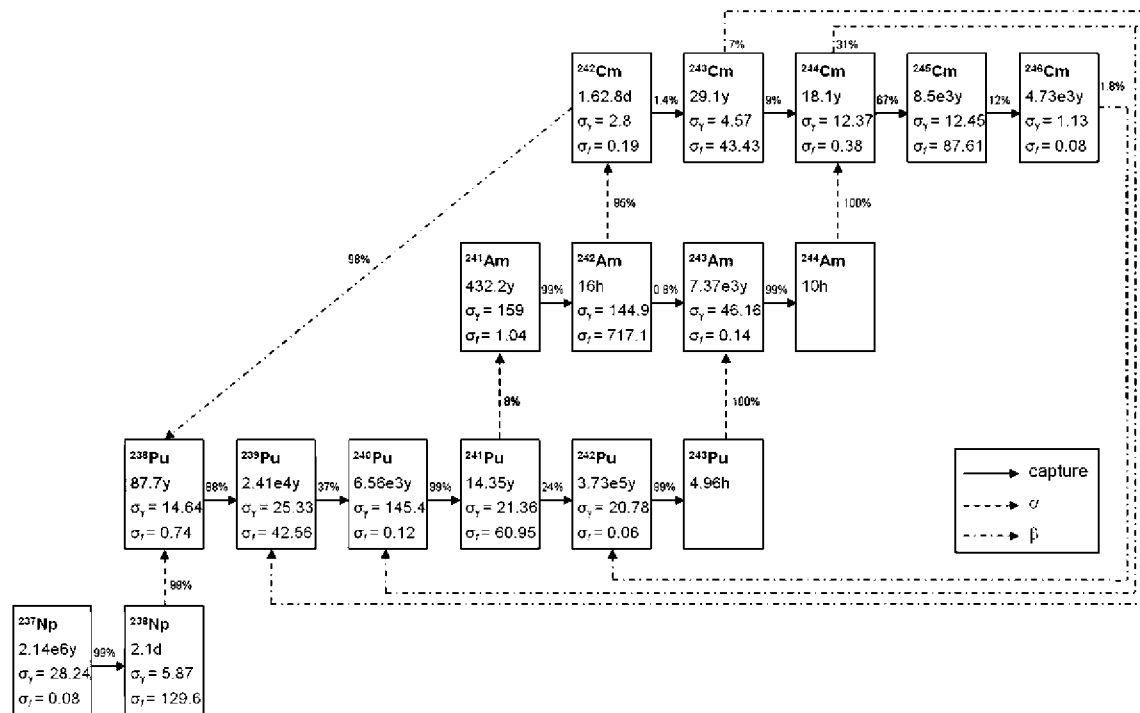 7%
31%
²⁴²Cm
1.62.8d
σγ = 2.8
σf = 0.19
1.4%
²⁴³Cm
29.1y
σγ = 4.57
σf = 43.43
9%
²⁴⁴Cm
18.1y
σγ = 12.37
σf = 0.38
67%
²⁴⁵Cm
8.5e3y
σγ = 12.45
σf = 87.61
12%
²⁴⁶Cm
4.73e3y
σγ = 1.13
σf = 0.08
1.8%
98%
100%
²⁴¹Am
432.2y
σγ = 159
σf = 1.04
99%
²⁴²Am
16h
σγ = 144.9
σf = 717.1
0.8%
²⁴³Am
7.37e3y
σγ = 46.16
σf = 0.14
99%
²⁴⁴Am
10h
8%
100%
²³⁸Pu
87.7y
σγ = 14.64
σf = 0.74
88%
²³⁹Pu
2.41e4y
σγ = 25.33
σf = 42.56
37%
²⁴⁰Pu
6.56e3y
σγ = 145.4
σf = 0.12
99%
²⁴¹Pu
14.35y
σγ = 21.36
σf = 60.95
24%
²⁴²Pu
3.73e5y
σγ = 20.78
σf = 0.06
99%
²⁴³Pu
4.96h
capture
α
β
98%
²³⁷Np
2.14e6y
σγ = 28.24
σf = 0.08
99%
²³⁸Np
2.1d
σγ = 5.87
σf = 129.6